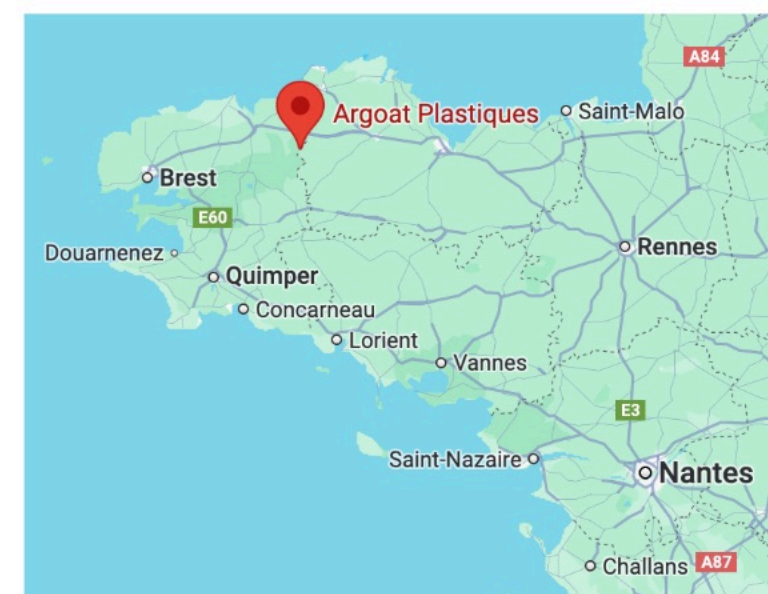 A84
Argoat Plastiques
Saint-Malo
Brest
E60
Rennes
Douarnenez
Quimper
Concarneau
Lorient
Vannes
E3
Saint-Nazaire
Nantes
Challans
A87